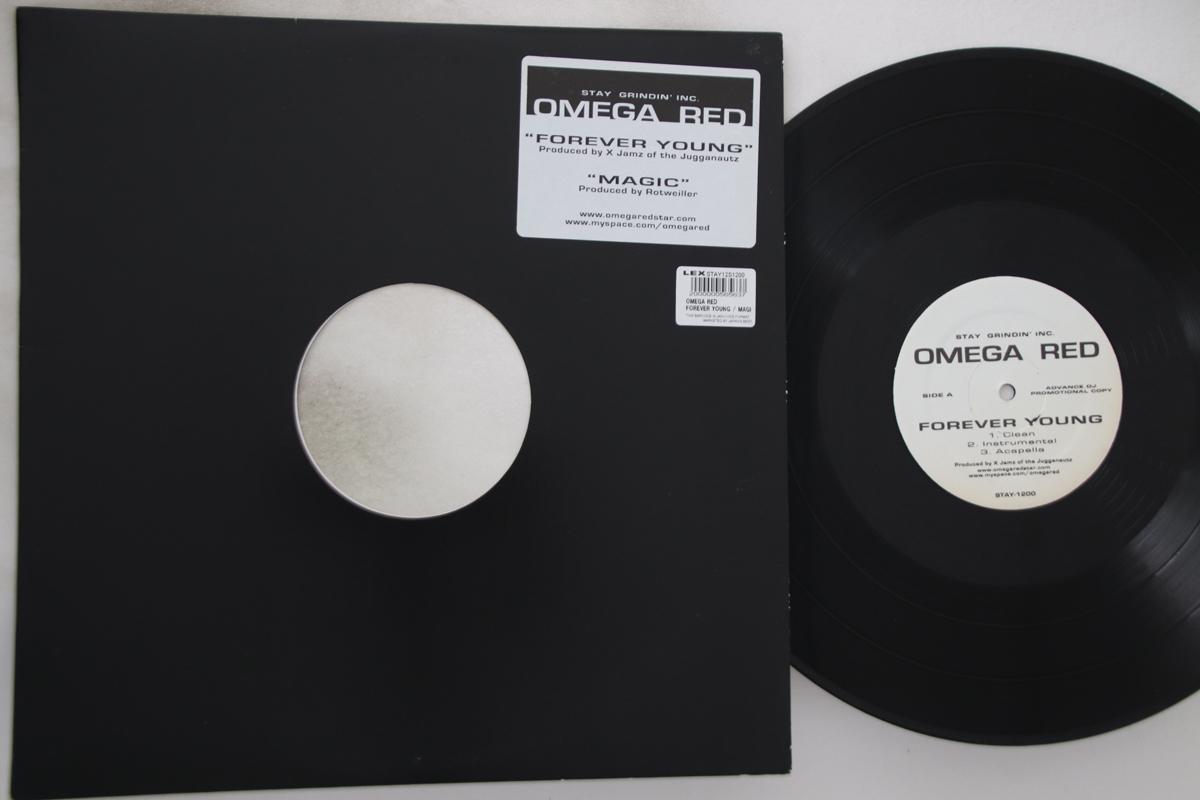 STAY GRINDIN' INC.
OMEGA RED
"FOREVER YOUNG"
Produced by X Jamz of the Jugganautz
"MAGIC"
Produced by Rotweiller
www.omegaredstar.com
www.myspace.com/omegared
LEX STAY12S1200
OMEGA RED
FOREVER YOUNG / MAGI
STAY GRINDIN' INC.
OMEGA RED
SIDE A
ADVANCE DJ
PROMOTIONAL COPY
FOREVER YOUNG
1. Clean
2. Instrumental
3. Acapella
Produced by X Jamz of the Jugganautz
www.omegaredstar.com
www.myspace.com/omegared
STAY-1200